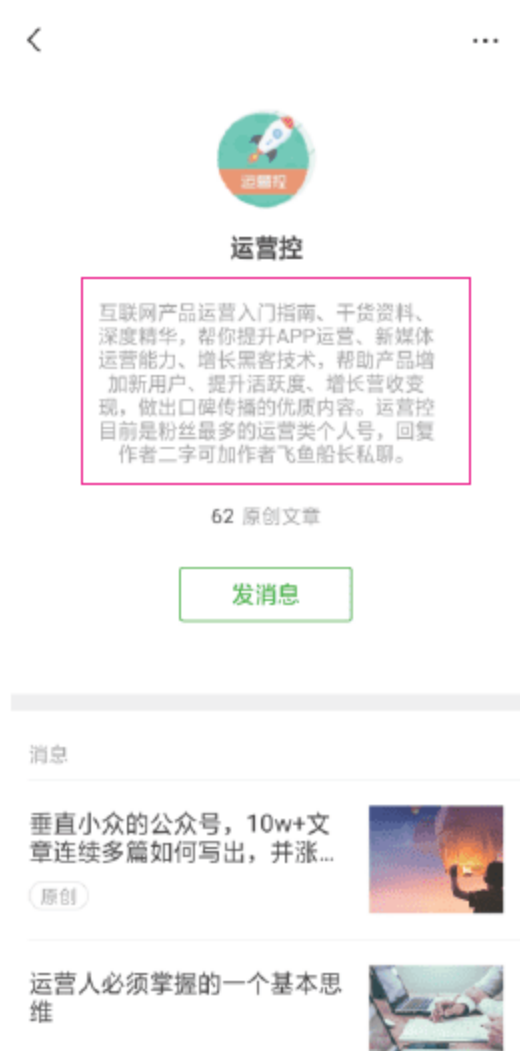 运营控
运营控
互联网产品运营入门指南、干货资料、
深度精华，帮你提升APP运营、新媒体
运营能力、增长黑客技术，帮助产品增
加新用户、提升活跃度、增长营收变
现，做出口碑传播的优质内容。运营控
目前是粉丝最多的运营类个人号，回复
作者二字可加作者飞鱼船长私聊。
62 原创文章
发消息
消息
垂直小众的公众号，10w+文
章连续多篇如何写出，并涨...
原创
运营人必须掌握的一个基本思
维